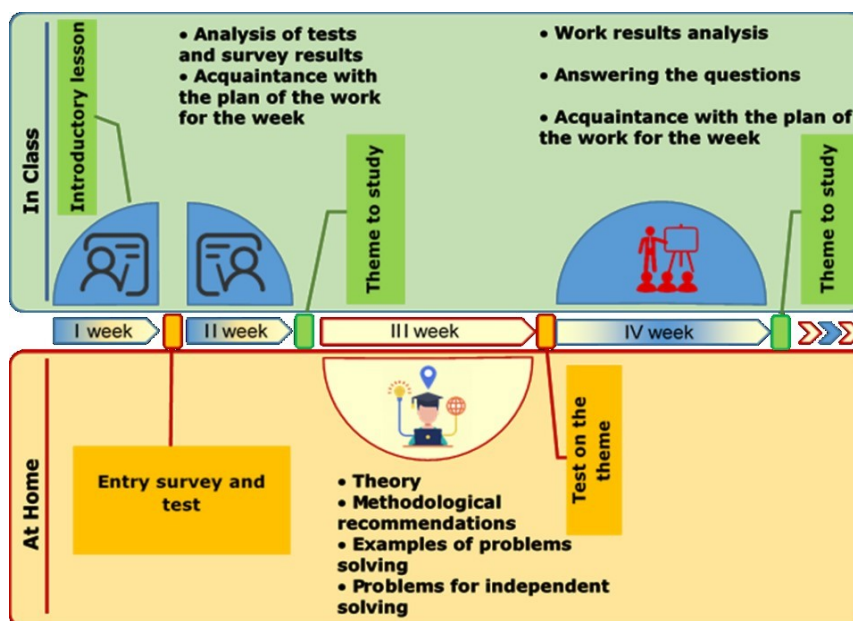 In Class
Introductory lesson
• Analysis of tests
and survey results
• Acquaintance with
the plan of the work
for the week
Theme to study
• Work results analysis
• Answering the questions
• Acquaintance with the plan of
the work for the week
Theme to study
I week
II week
III week
IV week
At Home
Entry survey and
test
• Theory
• Methodological
recommendations
• Examples of problems
solving
• Problems for independent
solving
Test on the
theme